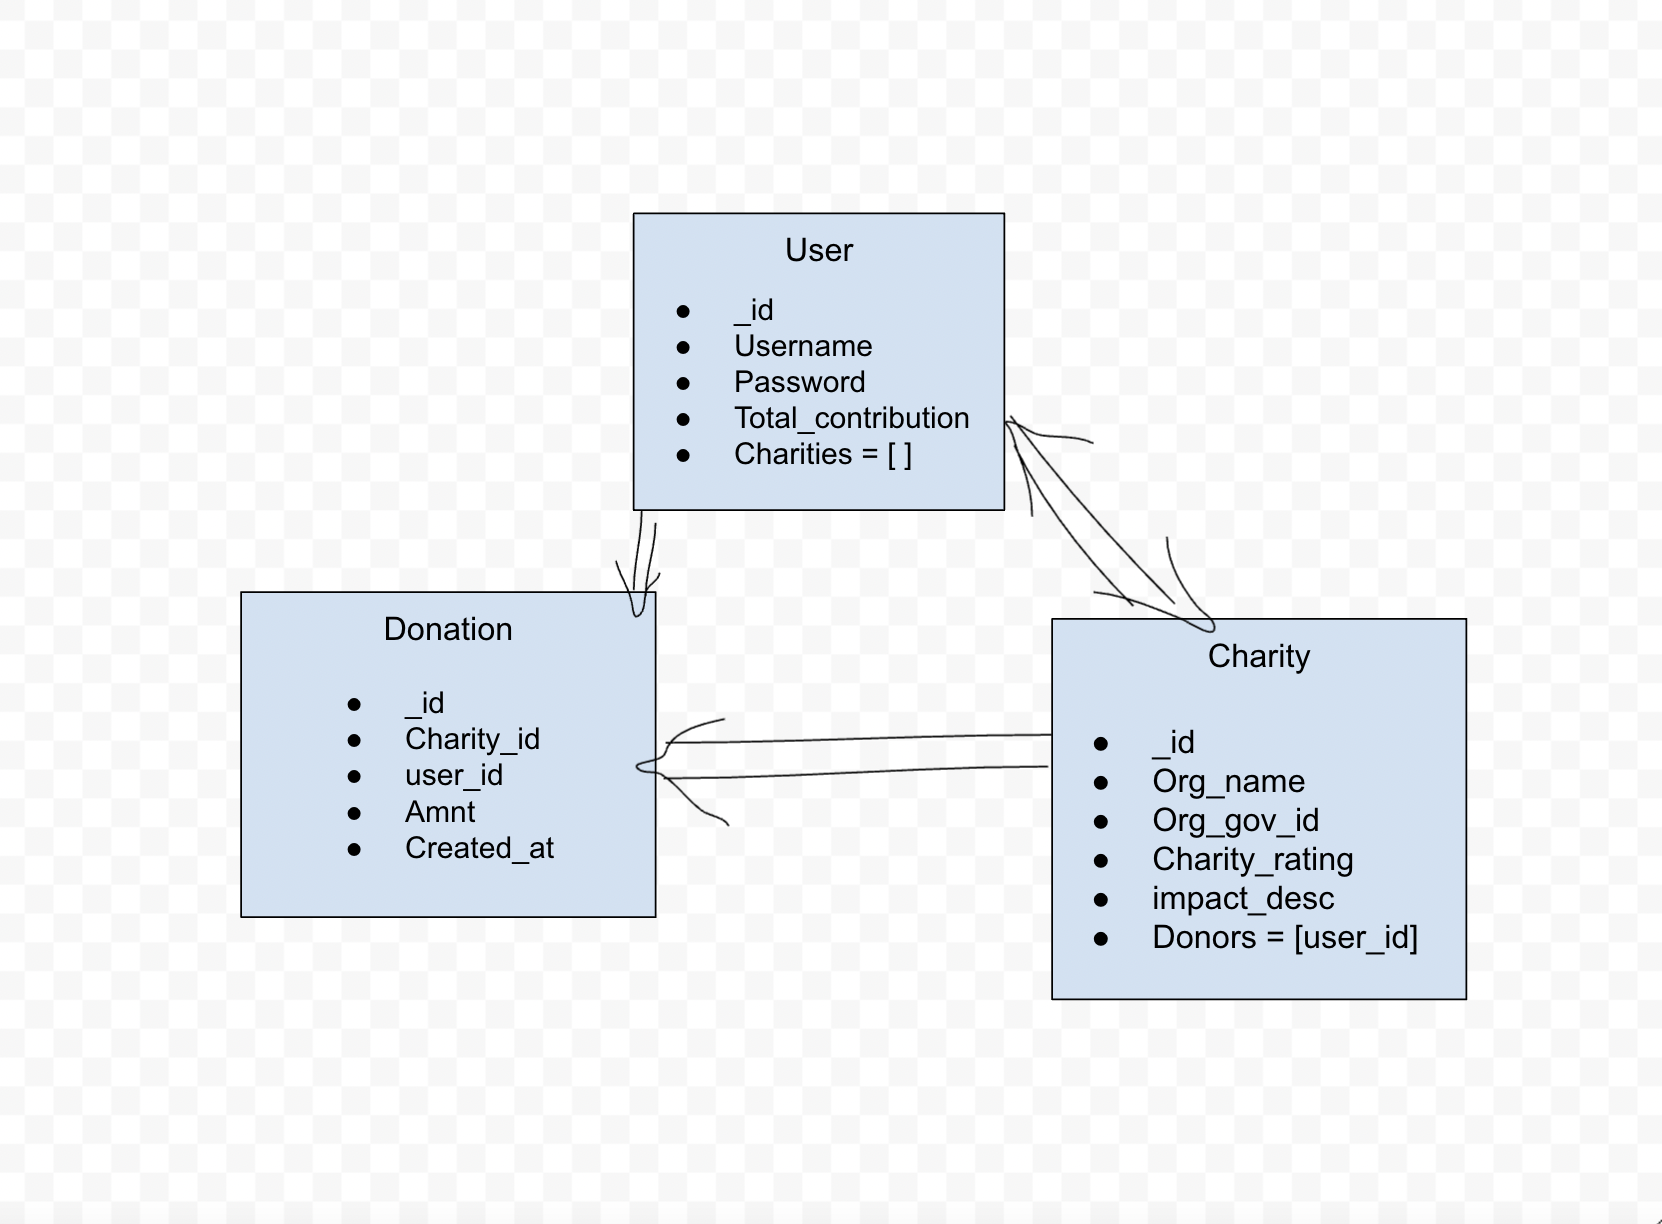 User
● _id
● Username
● Password
● Total_contribution
● Charities = [ ]
Donation
● _id
● Charity_id
● user_id
● Amnt
● Created_at
Charity
● _id
● Org_name
● Org_gov_id
● Charity_rating
● impact_desc
● Donors = [user_id]